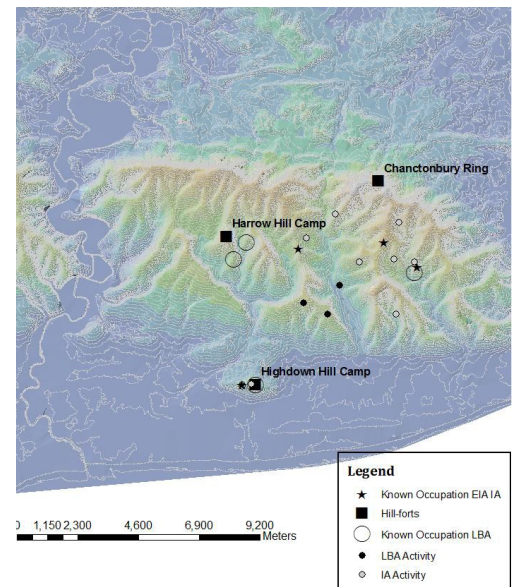 Chanctonbury Ring
Harrow Hill Camp
Highdown Hill Camp
0 1,150 2,300 4,600 6,900 9,200
Meters
Legend
Known Occupation EIA IA
Hill-forts
Known Occupation LBA
LBA Activity
IA Activity